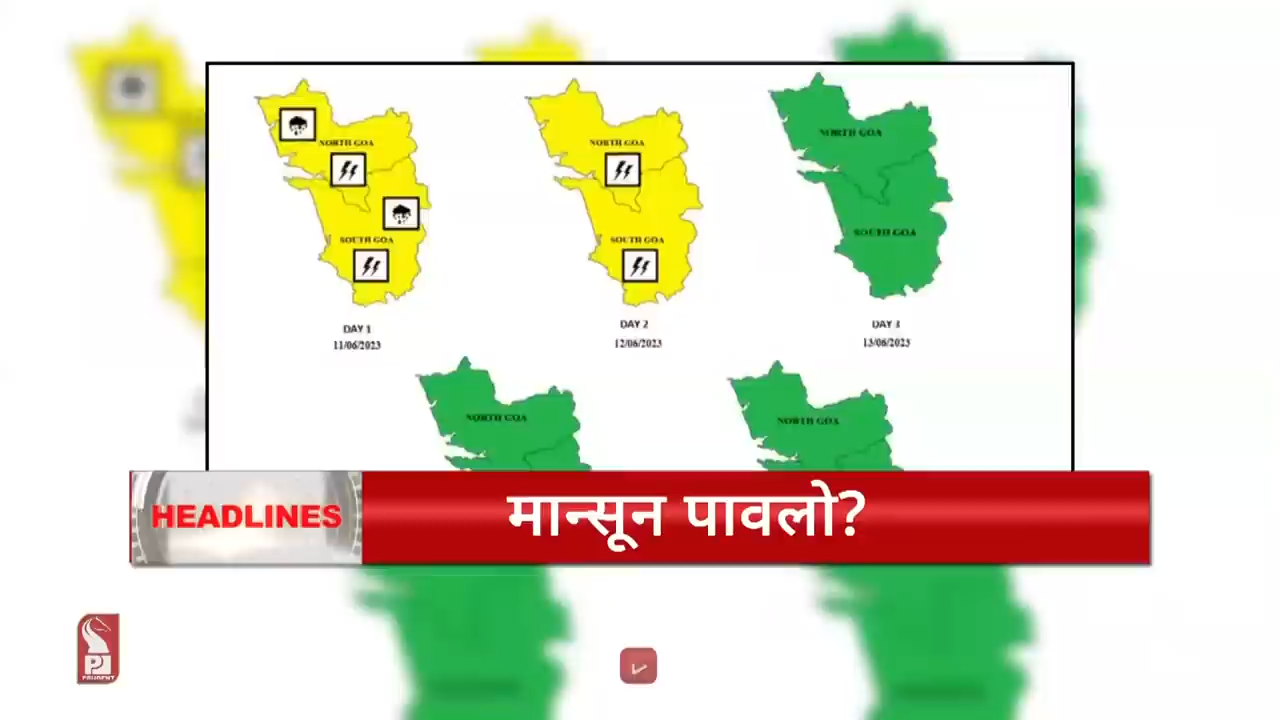 NORTH GOA
SOUTH GOA
DAY 1
11/06/2023
NORTH GOA
SOUTH GOA
DAY 2
12/06/2023
NORTH GOA
SOUTH GOA
DAY 3
13/06/2023
NORTH GOA
NORTH GOA
HEADLINES
मान्सून पावलो?
PRUDENT